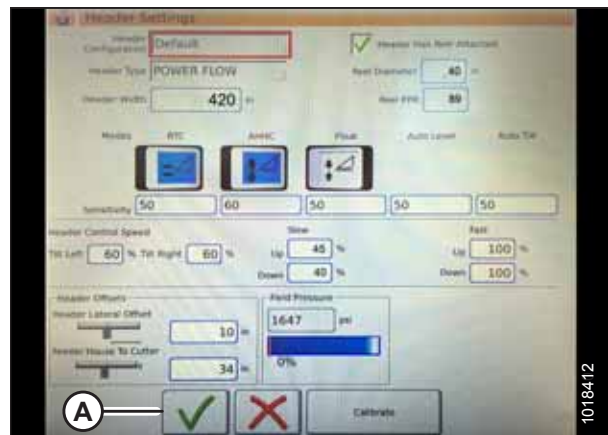 Header Settings
Header Configuration Default
Header Has Reel Attached
Header Type POWER FLOW
Reel Diameter 40 in
Header Width 420 in
Reel PPR 89
Modes RTC AHHC Float Auto Level Auto Tilt
Sensitivity 50 60 50 50 50
Header Control Speed
Slow
Fast
Tilt Left 60 % Tilt Right 60 % Up 45 % Up 100 %
Down 40 % Down 100 %
Header Offsets
Field Pressure
Header Lateral Offset
10 in
1647 psi
Feeder House To Cutter
34 in
0%
A
Calibrate
1018412